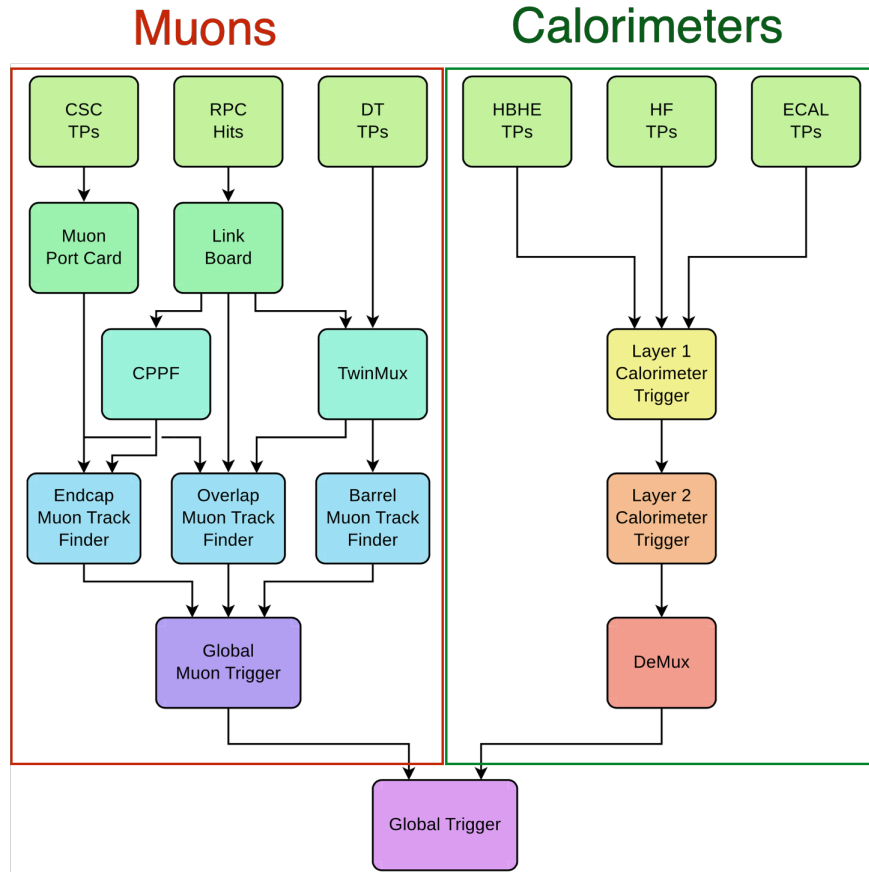 Muons
Calorimeters
CSC
TPs
RPC
Hits
DT
TPs
HBHE
TPs
HF
TPs
ECAL
TPs
Muon
Port Card
Link
Board
CPPF
TwinMux
Layer 1
Calorimeter
Trigger
Endcap
Muon Track
Finder
Overlap
Muon Track
Finder
Barrel
Muon Track
Finder
Layer 2
Calorimeter
Trigger
Global
Muon Trigger
DeMux
Global Trigger